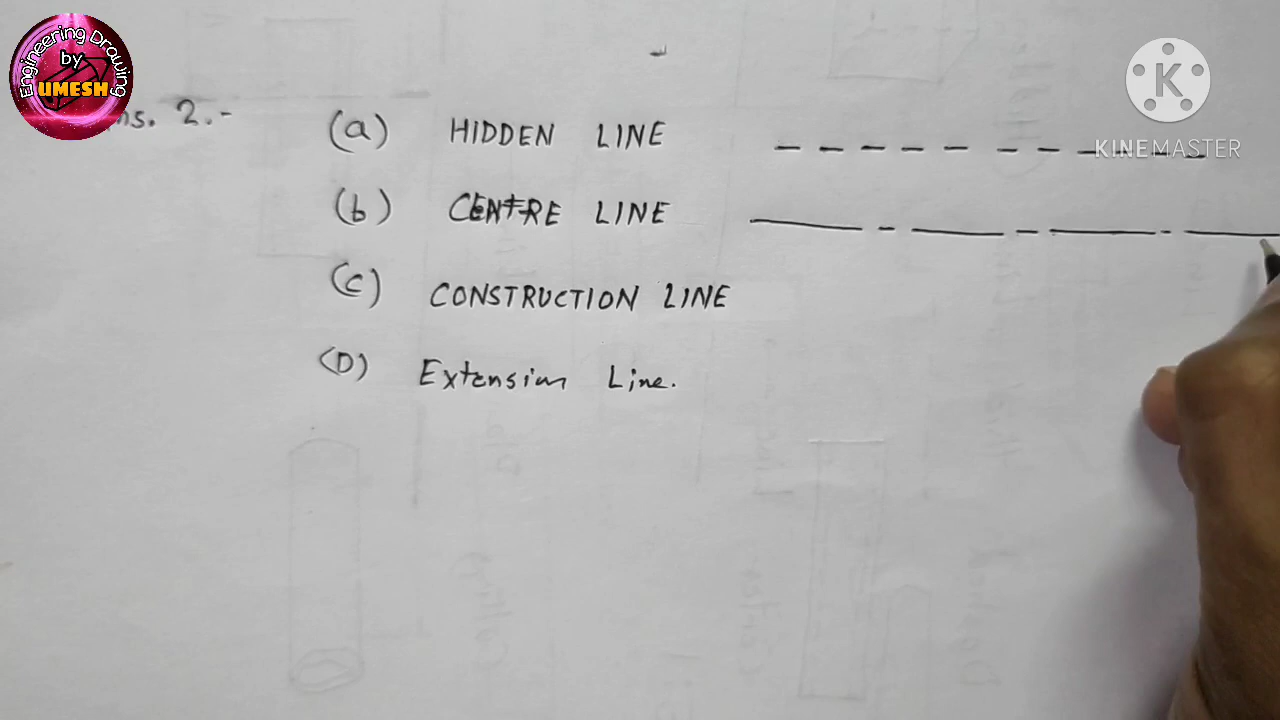 Engineering Drawing
by
UMESH
KINEMASTER
ns. 2.-
(a) HIDDEN LINE
(b) CENTRE LINE
(c) CONSTRUCTION LINE
(D) Extension Line.